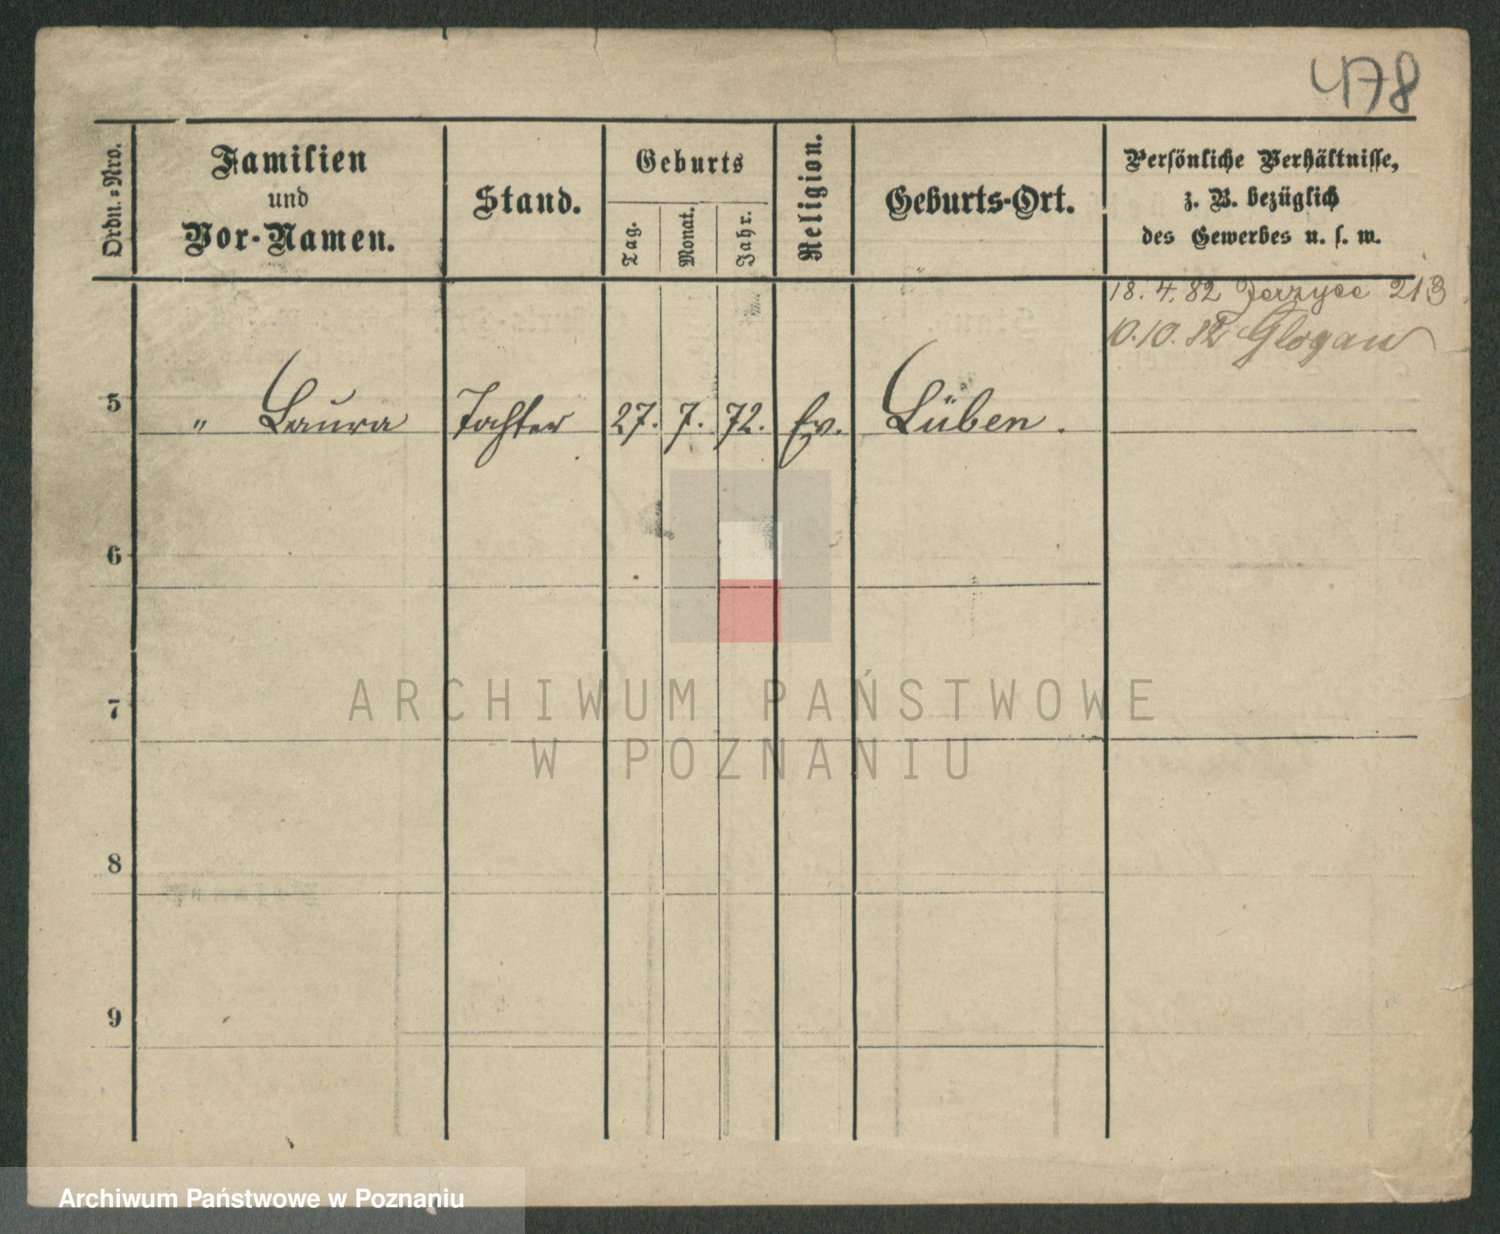 478
Ordn.-Nro.
Familien
und
Vor-Namen.
Stand.
Geburts
Tag.
Monat.
Jahr.
Religion.
Geburts-Ort.
Persönliche Verhältnisse,
z. B. bezüglich
des Gewerbes u. s. w.
18. 4. 82 Jerzyce 213
10. 10. 82 Glogau
5 " Laura Tochter 27. 7. 72. Ev. Lüben.
6
7
8
9
ARCHIWUM PAŃSTWOWE
W POZNANIU
Archiwum Państwowe w Poznaniu